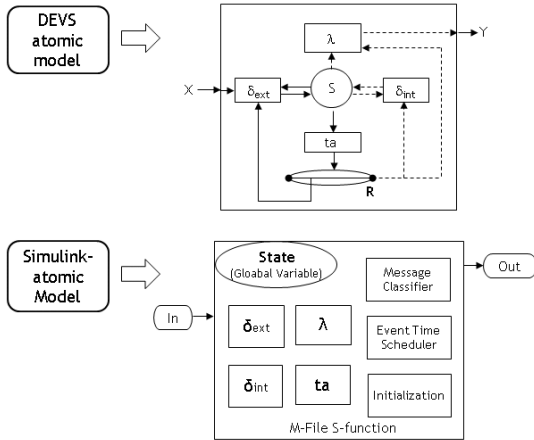 DEVS
atomic
model
λ
Y
X
δext
S
δint
ta
R
Simulink-
atomic
Model
State
(Gloabal Variable)
Message
Classifier
Out
In
δext
λ
Event Time
Scheduler
δint
ta
Initialization
M-File S-function